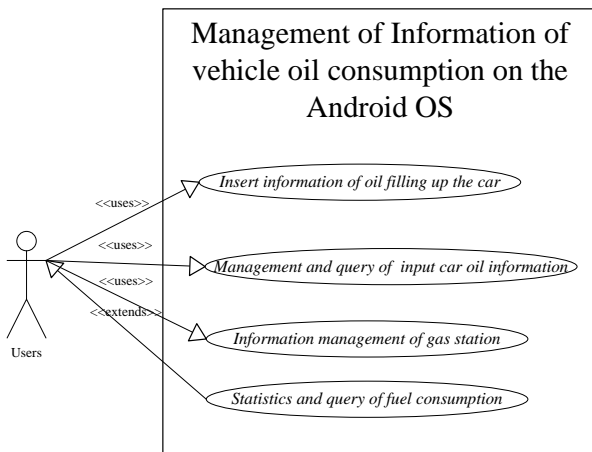 Management of Information of
vehicle oil consumption on the
Android OS
Insert information of oil filling up the car
<<uses>>
<<uses>>
Management and query of input car oil information
<<uses>>
<<extends>>
Information management of gas station
Users
Statistics and query of fuel consumption